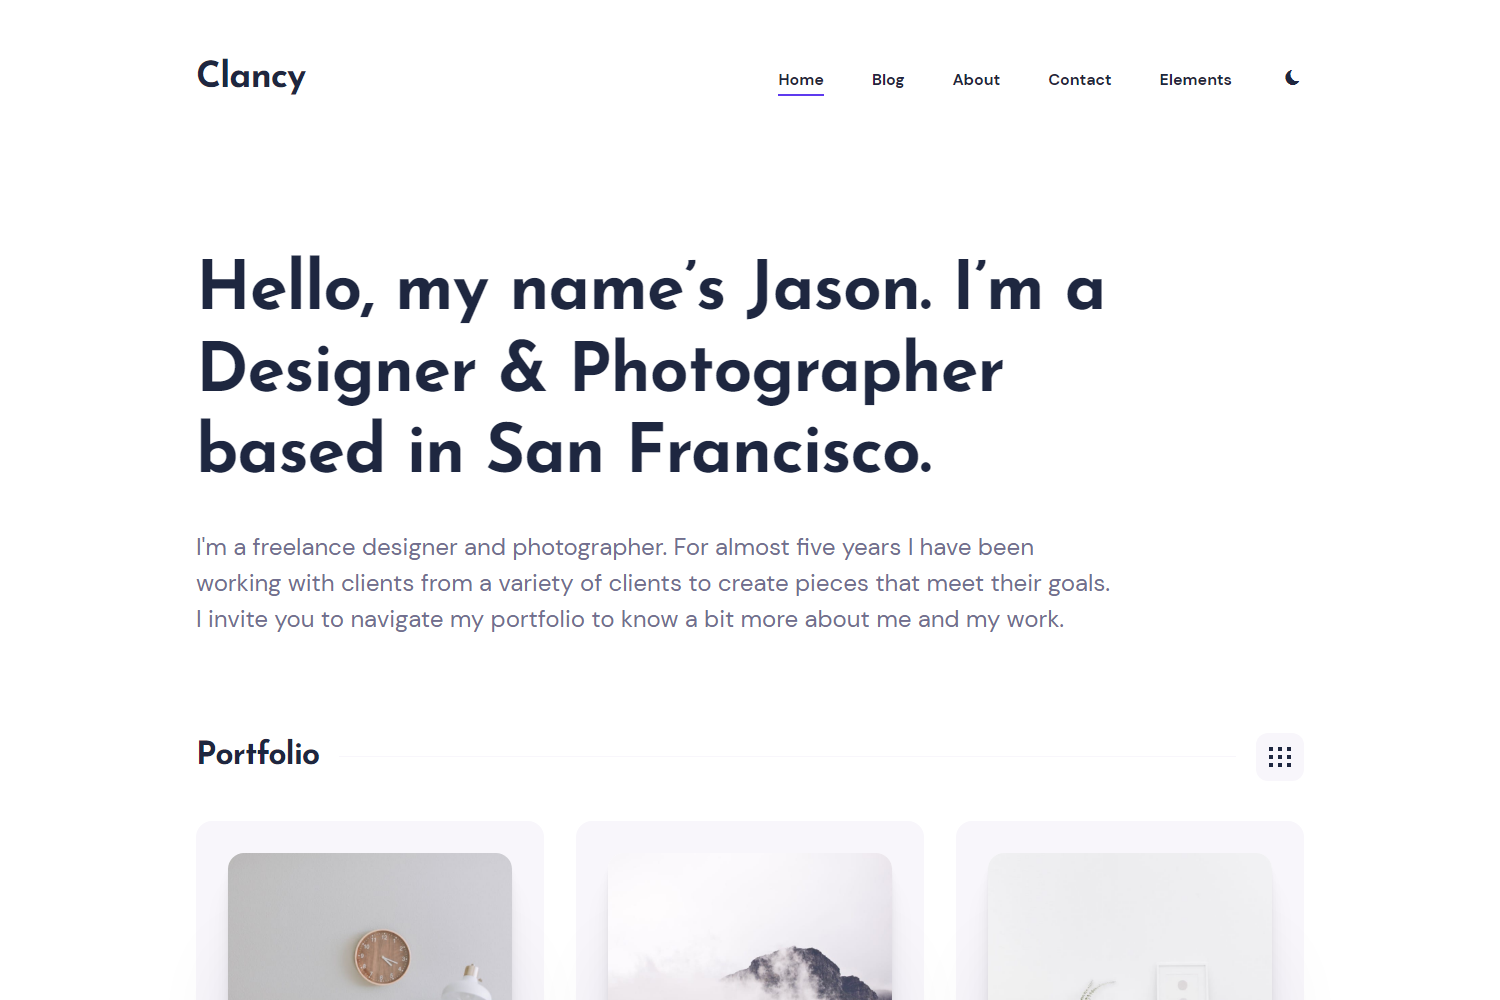 Clancy
Home Blog About Contact Elements
Hello, my name’s Jason. I’m a
Designer & Photographer
based in San Francisco.
I'm a freelance designer and photographer. For almost five years I have been
working with clients from a variety of clients to create pieces that meet their goals.
I invite you to navigate my portfolio to know a bit more about me and my work.
Portfolio